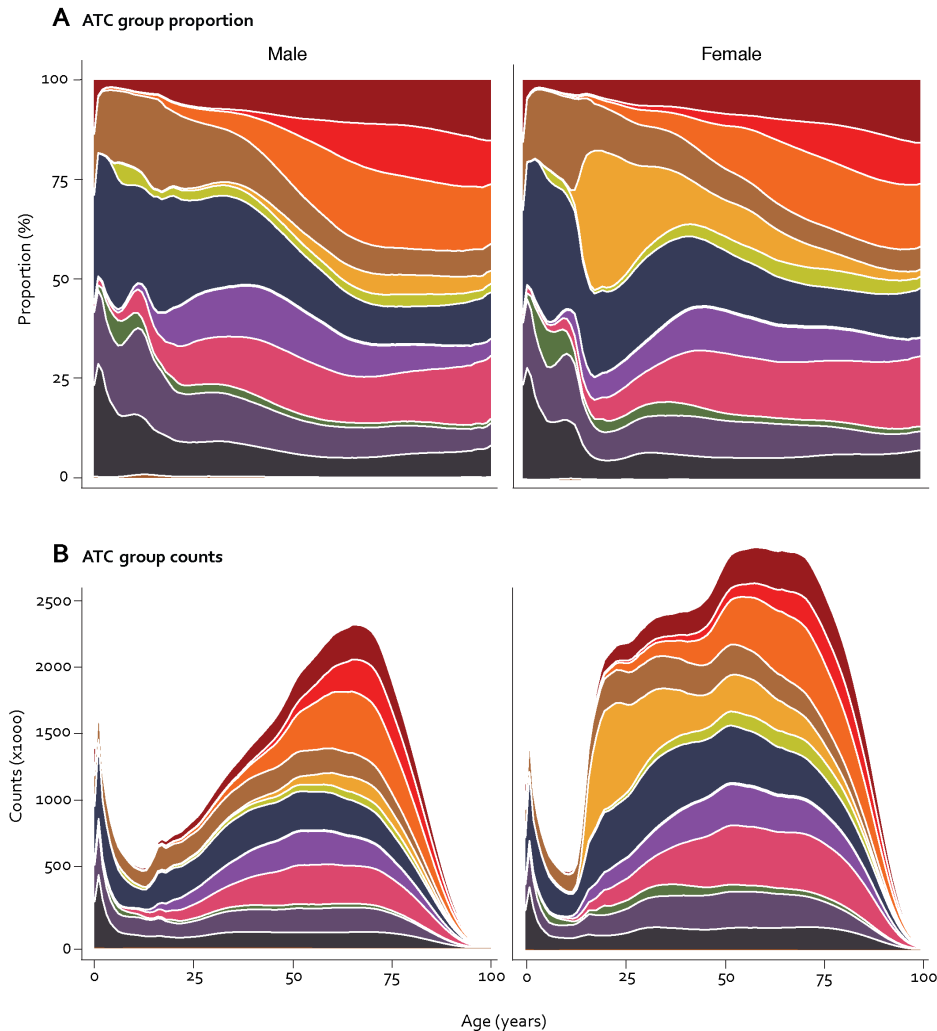 A ATC group proportion
Male Female
100
75
50
25
0
Proportion (%)
B ATC group counts
2500
2000
1500
1000
500
0
Counts (x1000)
0 25 50 75 100 0 25 50 75 100
Age (years)